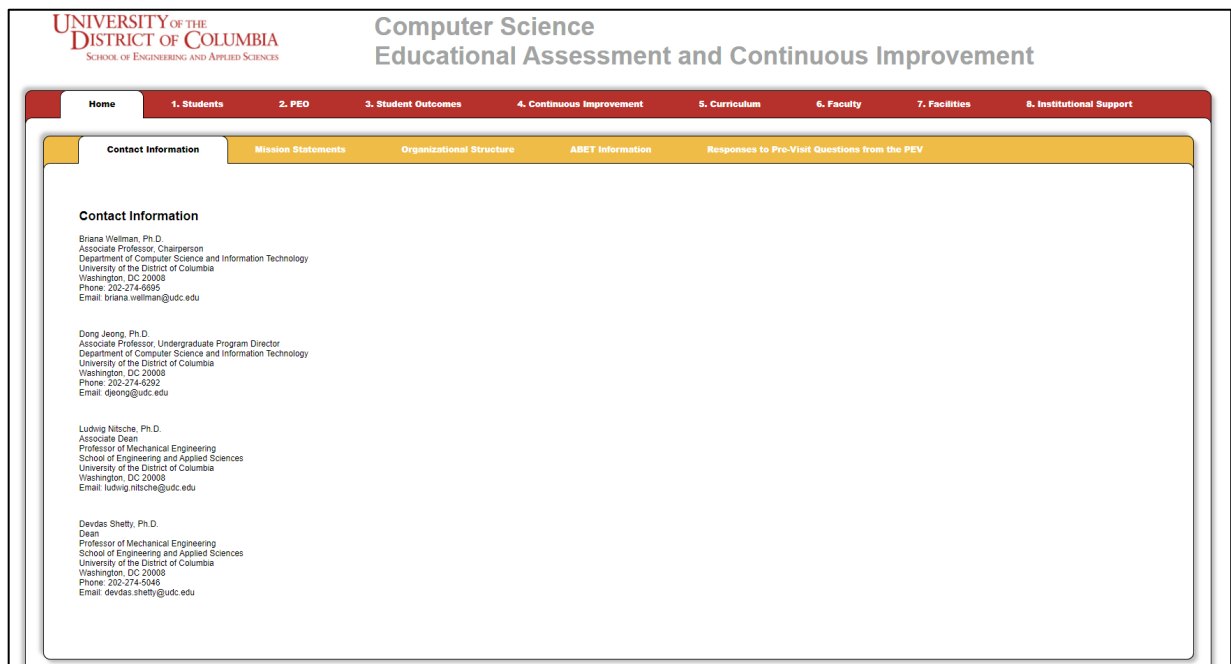 UNIVERSITY OF THE
DISTRICT OF COLUMBIA
SCHOOL OF ENGINEERING AND APPLIED SCIENCES
Computer Science
Educational Assessment and Continuous Improvement
Home 1. Students 2. PEO 3. Student Outcomes 4. Continuous Improvement 5. Curriculum 6. Faculty 7. Facilities 8. Institutional Support
Contact Information Mission Statements Organizational Structure ABET Information Responses to Pre-Visit Questions from the PEV
Contact Information
Briana Wellman, Ph.D.
Associate Professor, Chairperson
Department of Computer Science and Information Technology
University of the District of Columbia
Washington, DC 20008
Phone: 202-274-6695
Email: briana.wellman@udc.edu
Dong Jeong, Ph.D.
Associate Professor, Undergraduate Program Director
Department of Computer Science and Information Technology
University of the District of Columbia
Washington, DC 20008
Phone: 202-274-6292
Email: djeong@udc.edu
Ludwig Nitsche, Ph.D.
Associate Dean
Professor of Mechanical Engineering
School of Engineering and Applied Sciences
University of the District of Columbia
Washington, DC 20008
Email: ludwig.nitsche@udc.edu
Devdas Shetty, Ph.D.
Dean
Professor of Mechanical Engineering
School of Engineering and Applied Sciences
University of the District of Columbia
Washington, DC 20008
Phone: 202-274-5046
Email: devdas.shetty@udc.edu